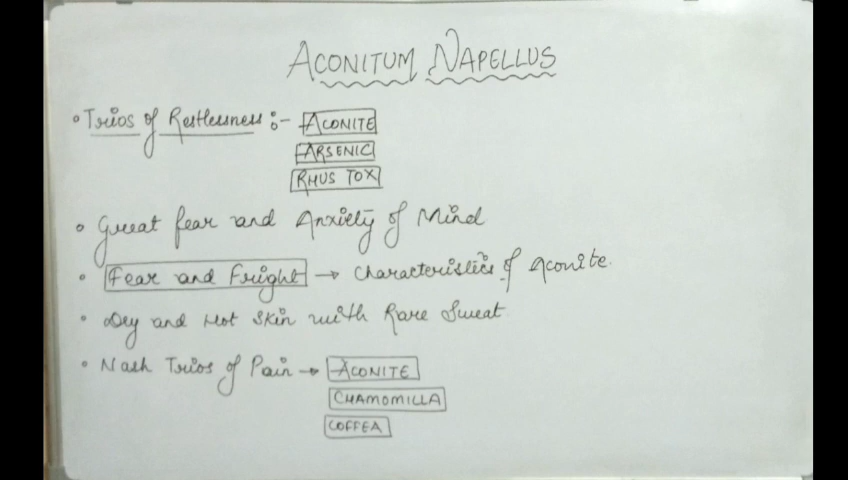 ACONITUM NAPELLUS
• Trios of Restlessness :- ACONITE
ARSENIC
RHUS TOX
• Great fear and Anxiety of Mind
• Fear and Fright → Characteristics of Aconite.
• Dry and Hot Skin with Rare Sweat
• Nash Trios of Pain → ACONITE
CHAMOMILLA
COFFEA